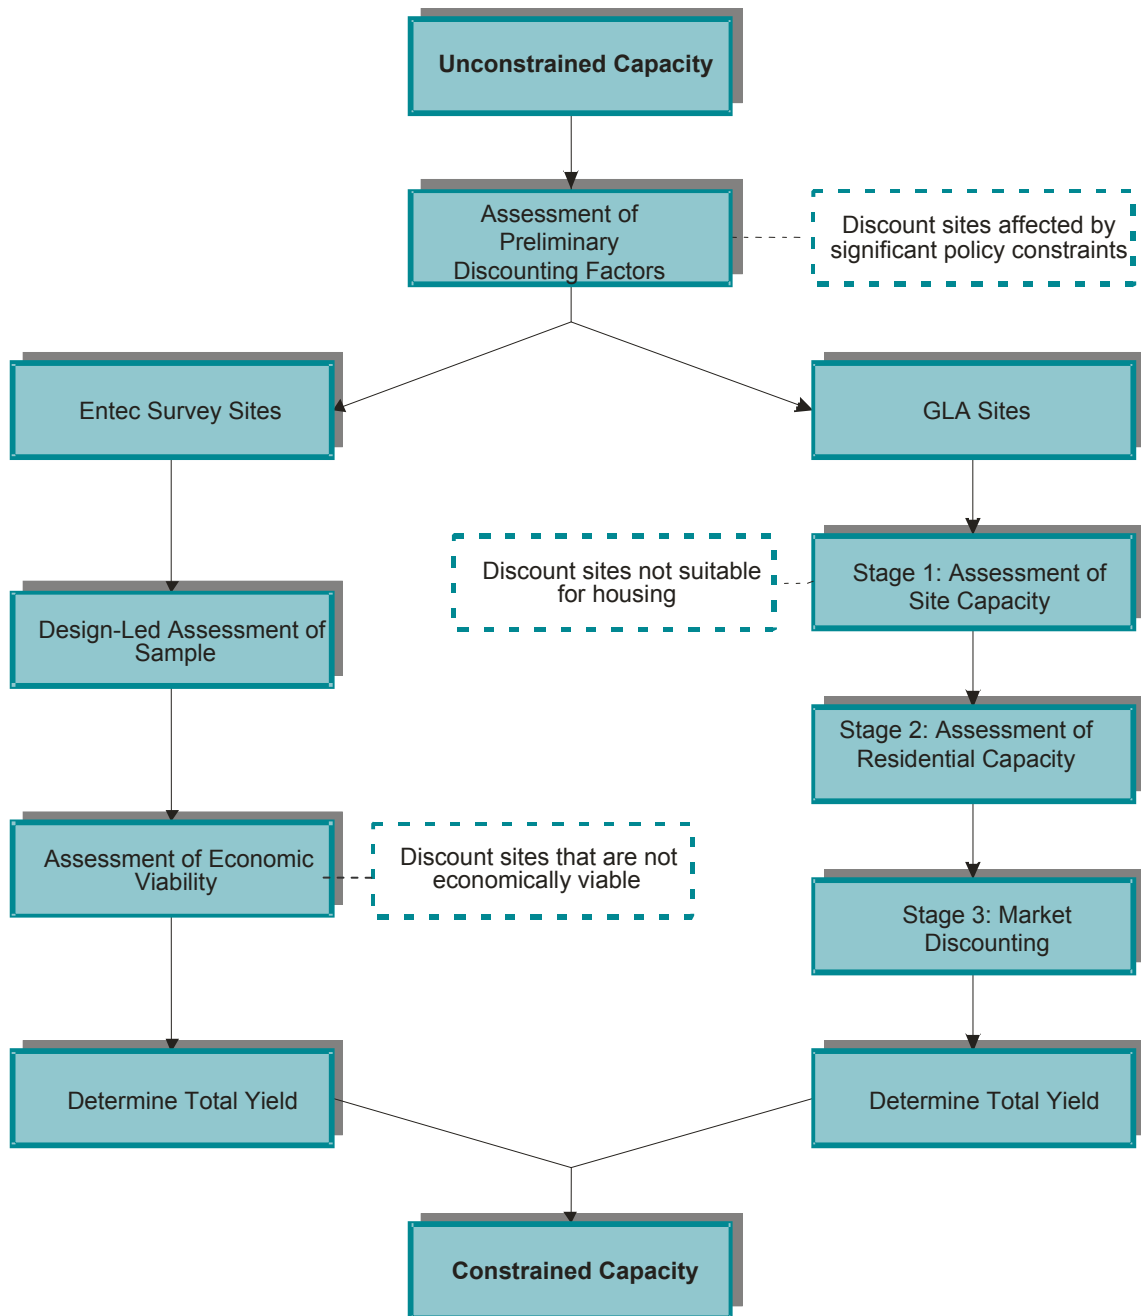 Unconstrained Capacity
Assessment of
Preliminary
Discounting Factors
Discount sites affected by
significant policy constraints
Entec Survey Sites
GLA Sites
Discount sites not suitable
for housing
Stage 1: Assessment of
Site Capacity
Design-Led Assessment of
Sample
Stage 2: Assessment of
Residential Capacity
Assessment of Economic
Viability
Discount sites that are not
economically viable
Stage 3: Market
Discounting
Determine Total Yield
Determine Total Yield
Constrained Capacity